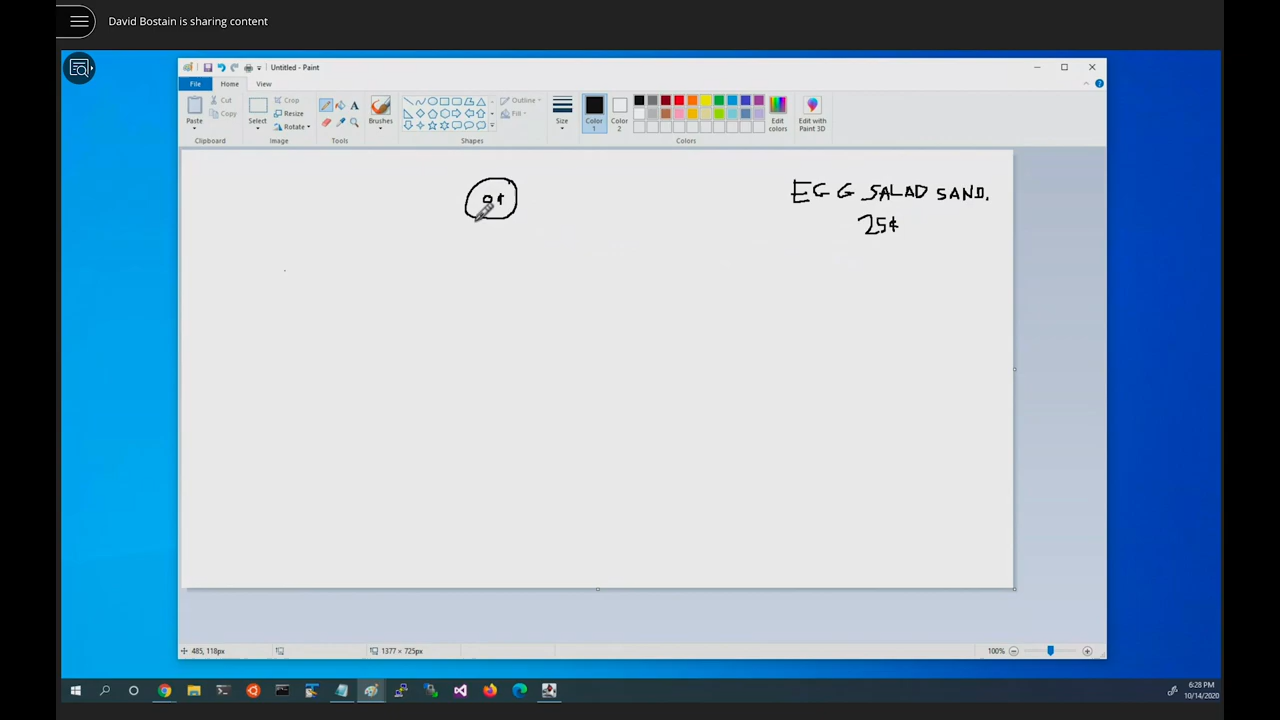 David Bostain is sharing content
Untitled - Paint
File Home View
Paste
Cut
Copy
Clipboard
Select
Crop
Resize
Rotate
Image
A
Tools
Brushes
Shapes
Outline
Fill
Size
Color 1
Color 2
Edit colors
Colors
Edit with Paint 3D
0¢
EGG SALAD SAND.
25¢
485, 118px
1377 × 725px
100%
6:28 PM
10/14/2020